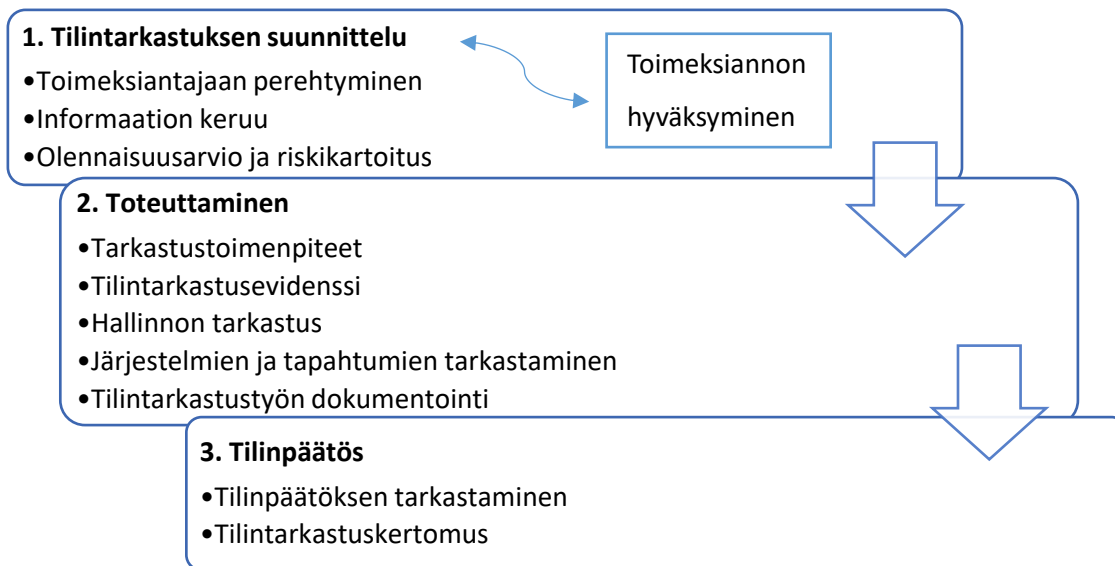 1. Tilintarkastuksen suunnittelu
•Toimeksiantajaan perehtyminen
•Informaation keruu
•Olennaisuusarvio ja riskikartoitus
Toimeksiannon
hyväksyminen
2. Toteuttaminen
•Tarkastustoimenpiteet
•Tilintarkastusevidenssi
•Hallinnon tarkastus
•Järjestelmien ja tapahtumien tarkastaminen
•Tilintarkastustyön dokumentointi
3. Tilinpäätös
•Tilinpäätöksen tarkastaminen
•Tilintarkastuskertomus